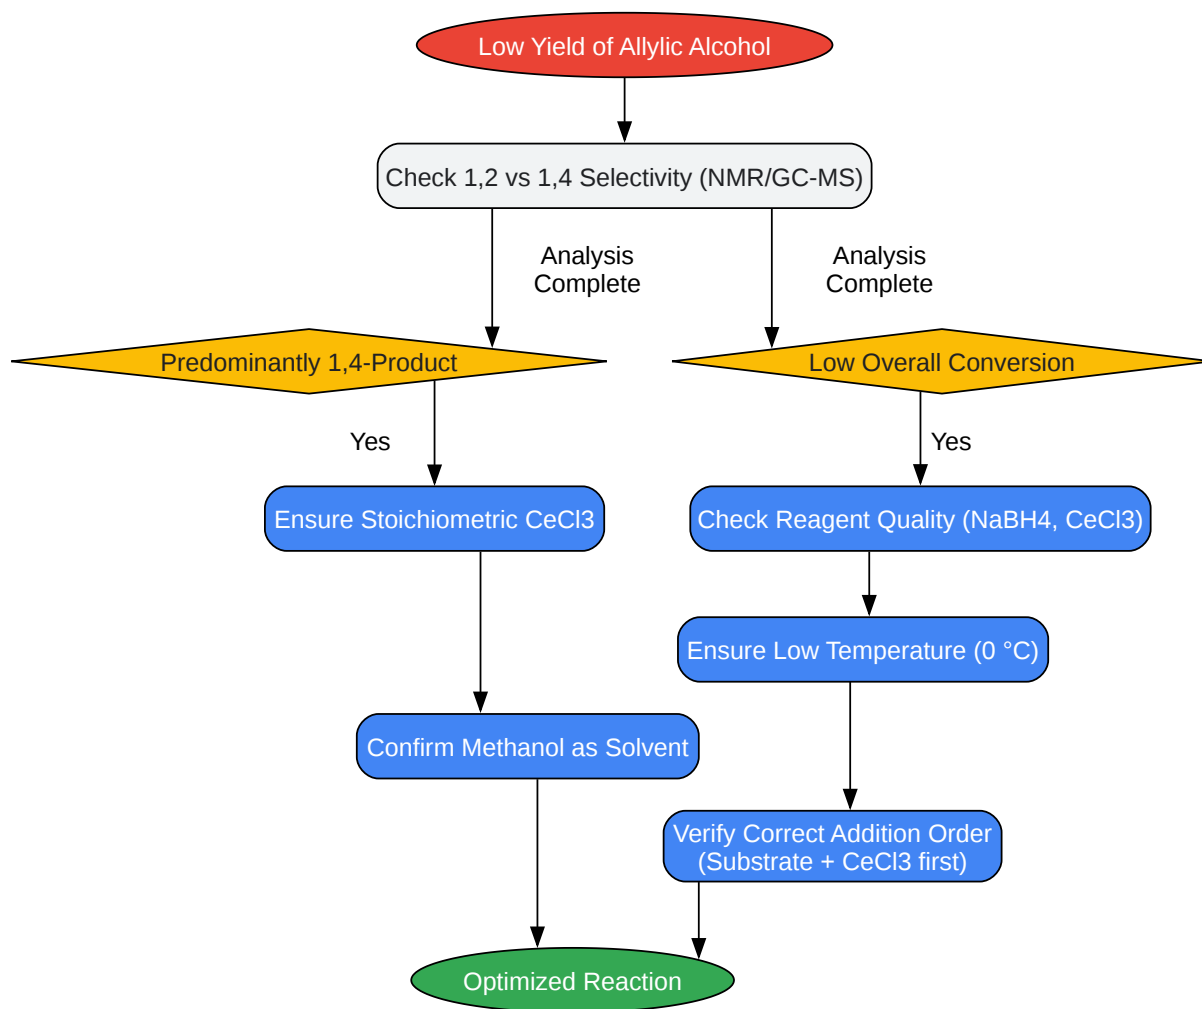 Low Yield of Allylic Alcohol
Check 1,2 vs 1,4 Selectivity (NMR/GC-MS)
Analysis
Complete
Analysis
Complete
Predominantly 1,4-Product
Low Overall Conversion
Yes
Yes
Ensure Stoichiometric CeCl3
Check Reagent Quality (NaBH4, CeCl3)
Ensure Low Temperature (0 °C)
Confirm Methanol as Solvent
Verify Correct Addition Order
(Substrate + CeCl3 first)
Optimized Reaction